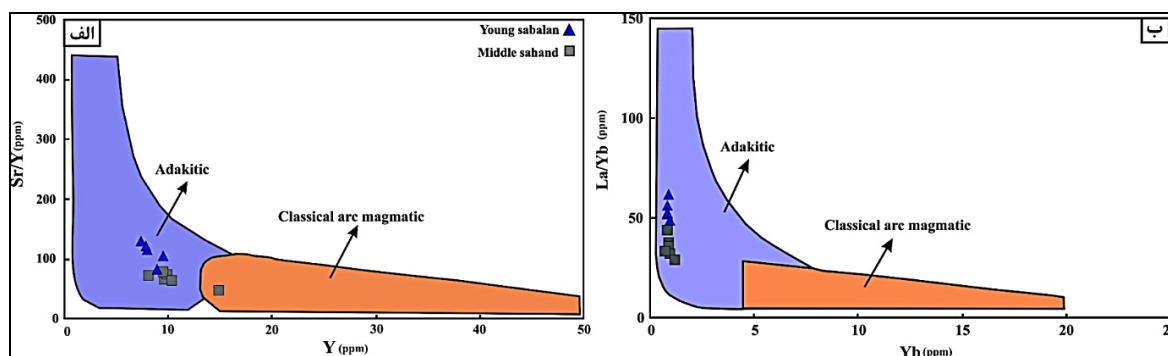 الف
Young sabalan
Middle sahand
500
400
300
200
100
0
Sr/Y(ppm)
Adakitic
Classical arc magmatic
0 10 20 30 40 50
Y (ppm)
ب
150
100
50
0
La/Yb (ppm)
Adakitic
Classical arc magmatic
0 5 10 15 20 2
Yb (ppm)